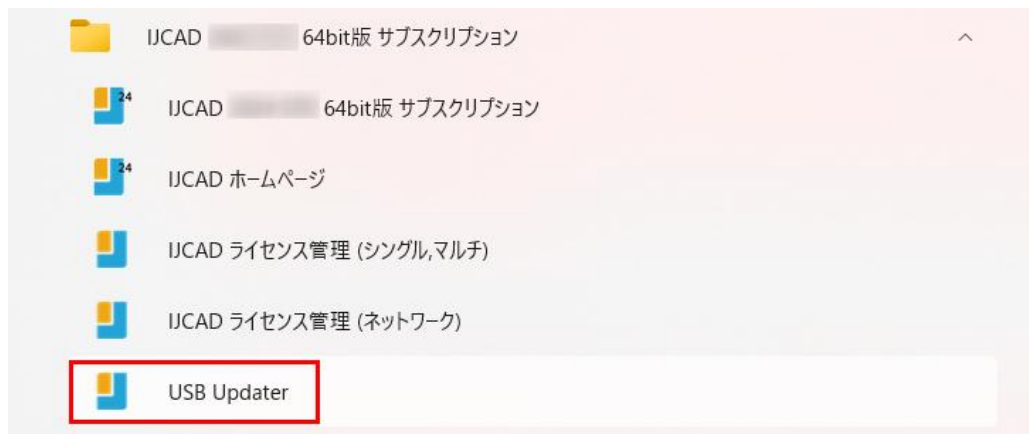 IJCAD 64bit版 サブスクリプション
24
IJCAD 64bit版 サブスクリプション
24
IJCAD ホームページ
IJCAD ライセンス管理 (シングル,マルチ)
IJCAD ライセンス管理 (ネットワーク)
USB Updater